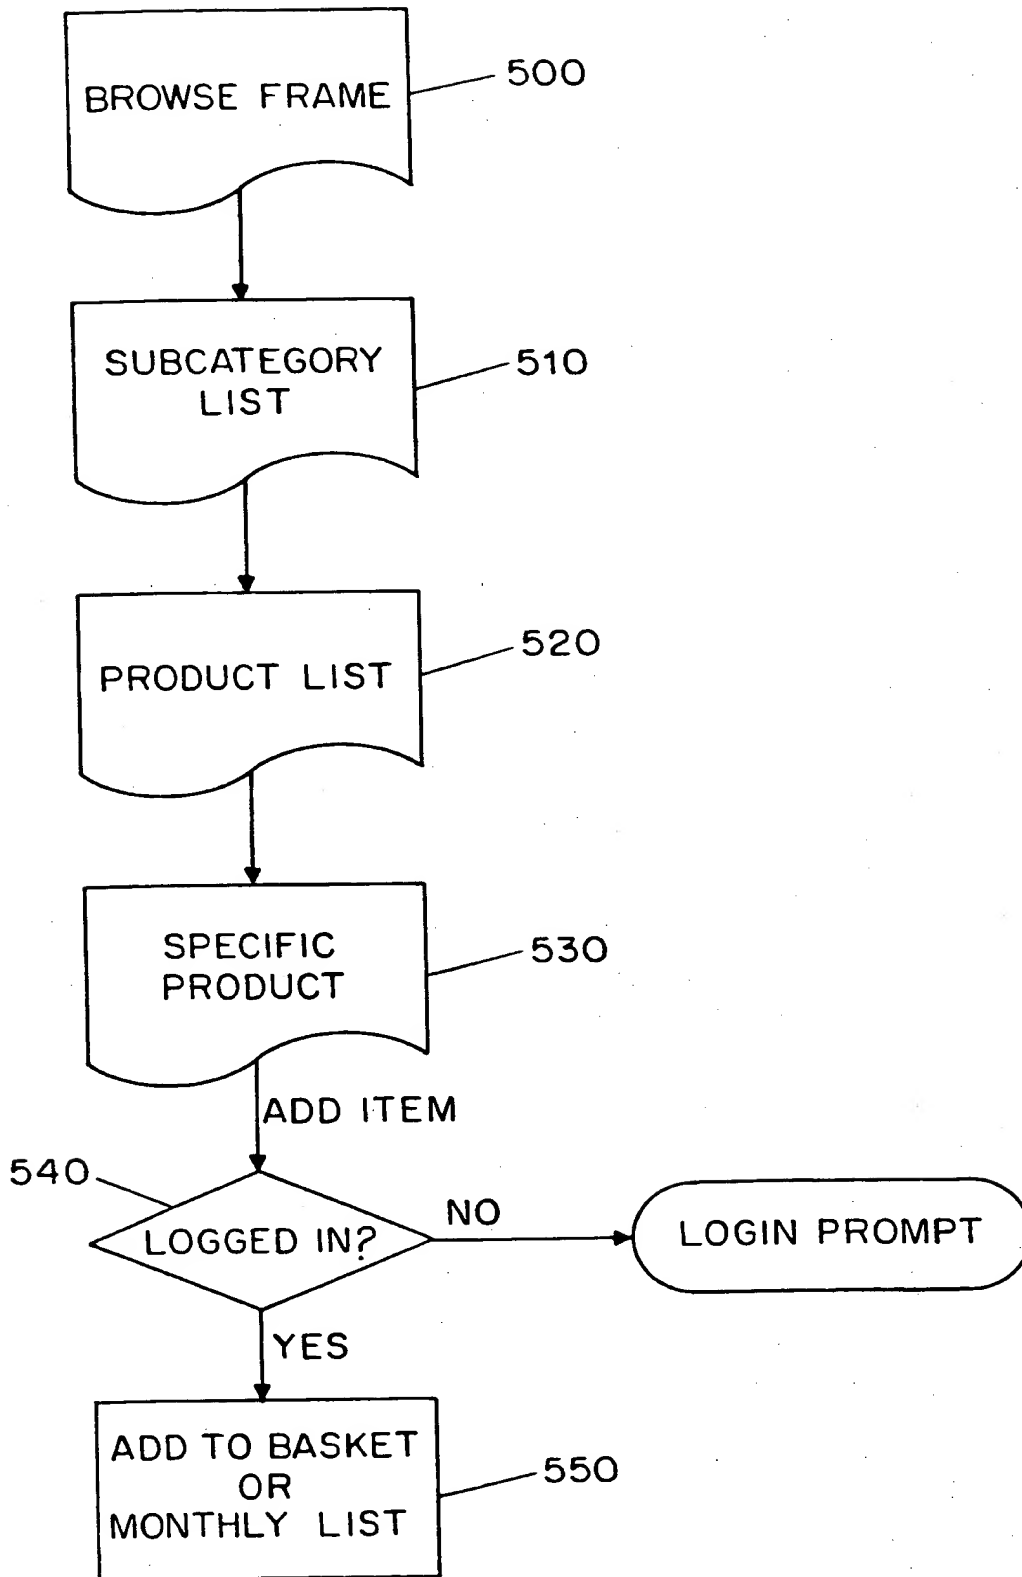 BROWSE FRAME
500
SUBCATEGORY
LIST
510
PRODUCT LIST
520
SPECIFIC
PRODUCT
530
ADD ITEM
540
LOGGED IN?
NO
LOGIN PROMPT
YES
ADD TO BASKET
OR
MONTHLY LIST
550